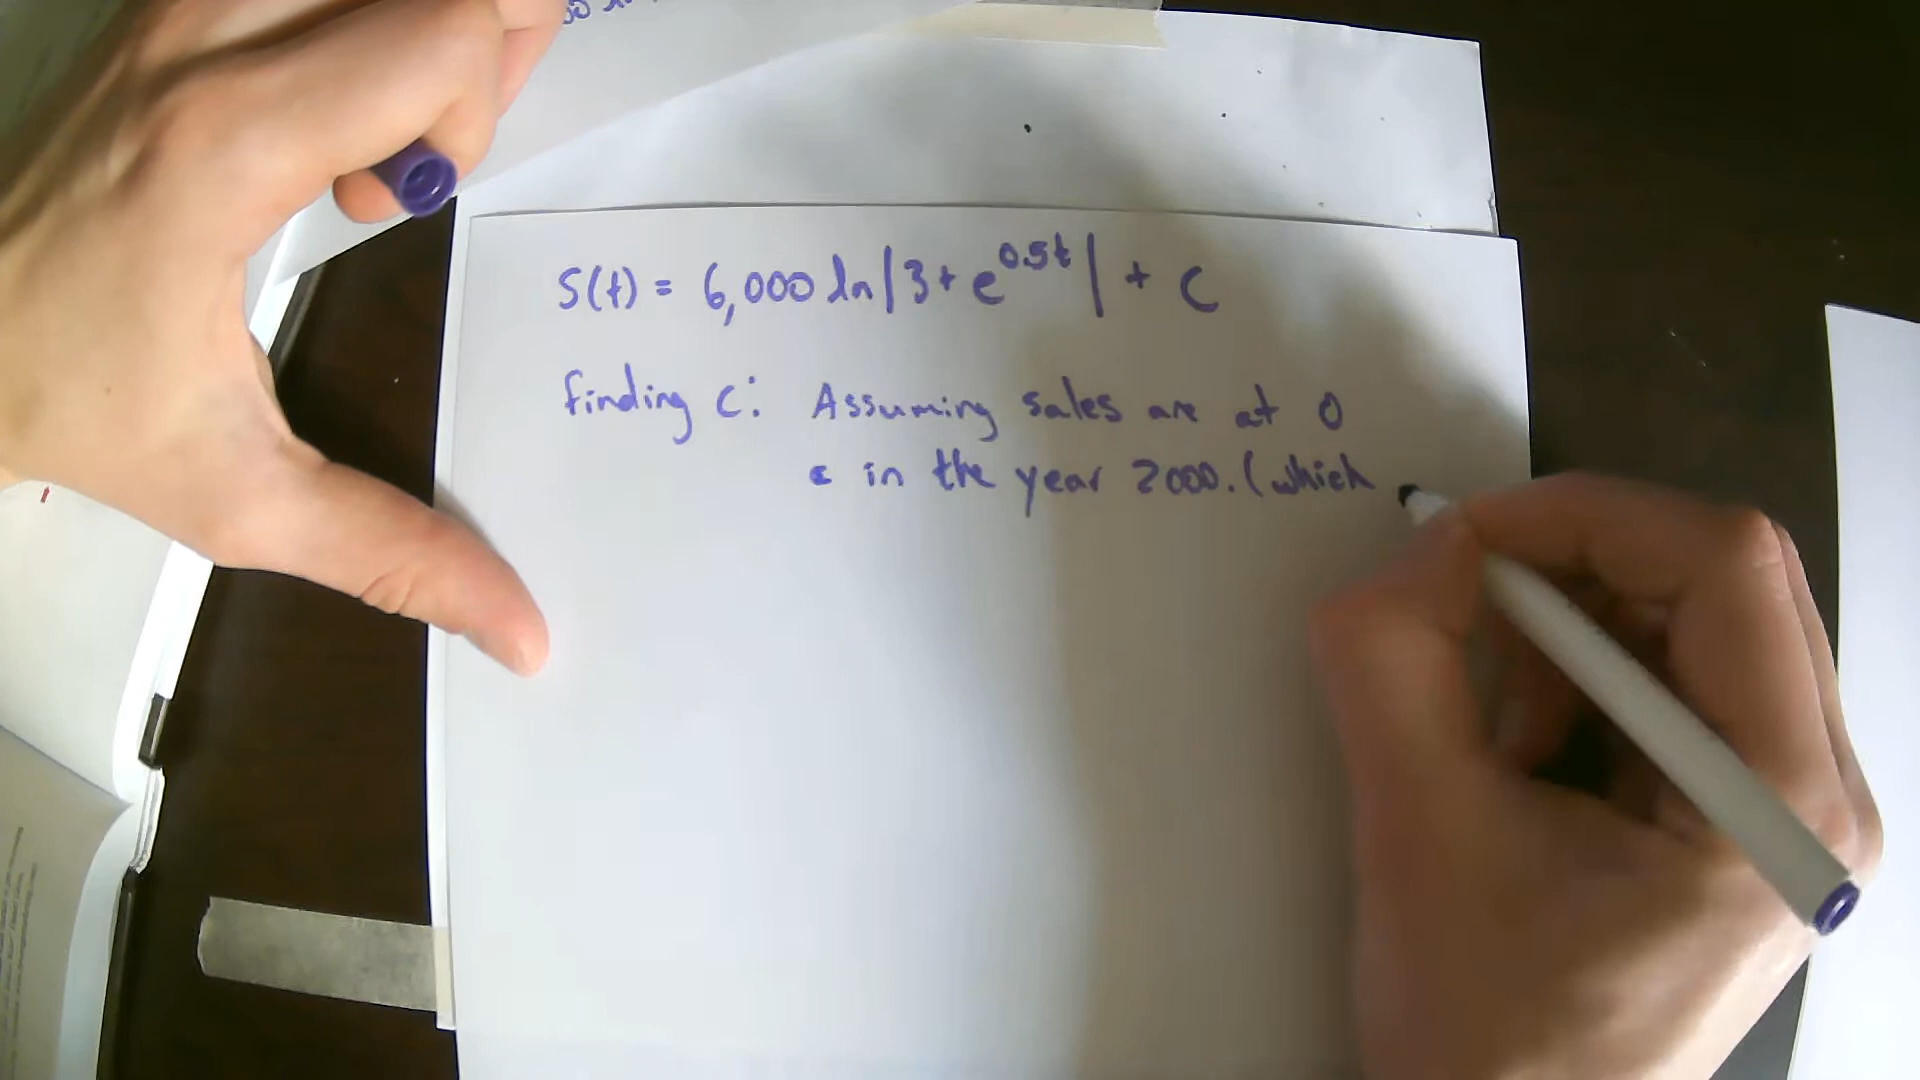 S(t) = 6,000 ln|3+e^0.5t| + C
finding C: Assuming sales are at 0
in the year 2000. (which